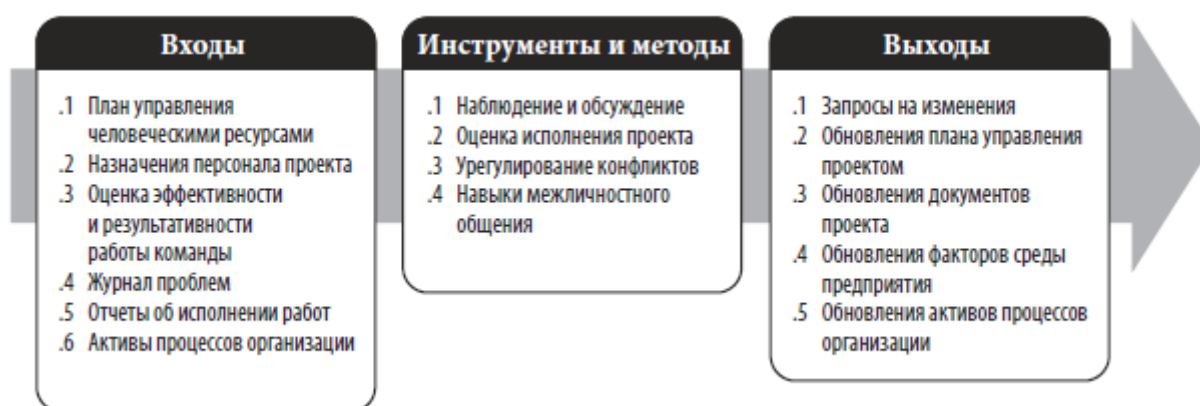 Входы
.1 План управления
человеческими ресурсами
.2 Назначения персонала проекта
.3 Оценка эффективности
и результативности
работы команды
.4 Журнал проблем
.5 Отчеты об исполнении работ
.6 Активы процессов организации
Инструменты и методы
.1 Наблюдение и обсуждение
.2 Оценка исполнения проекта
.3 Урегулирование конфликтов
.4 Навыки межличностного
общения
Выходы
.1 Запросы на изменения
.2 Обновления плана управления
проектом
.3 Обновления документов
проекта
.4 Обновления факторов среды
предприятия
.5 Обновления активов процессов
организации